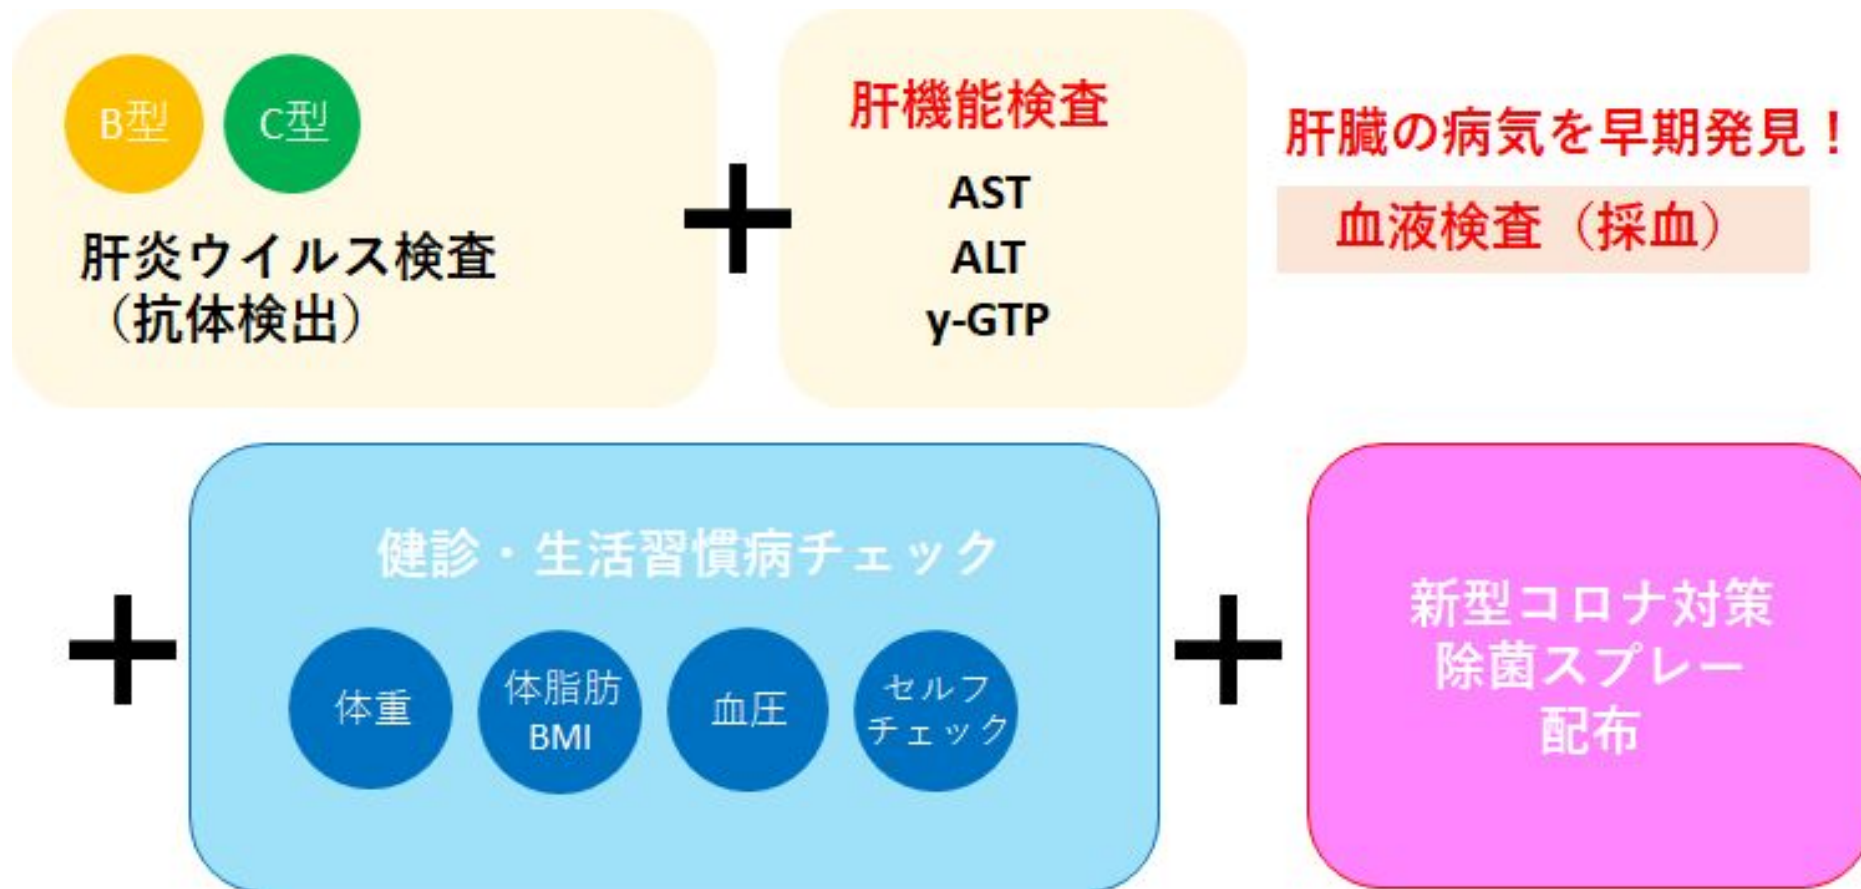 B型
C型
肝炎ウイルス検査
（抗体検出）
肝機能検査
AST
ALT
y-GTP
肝臓の病気を早期発見！
血液検査（採血）
健診・生活習慣病チェック
体重
体脂肪
BMI
血圧
セルフ
チェック
新型コロナ対策
除菌スプレー
配布